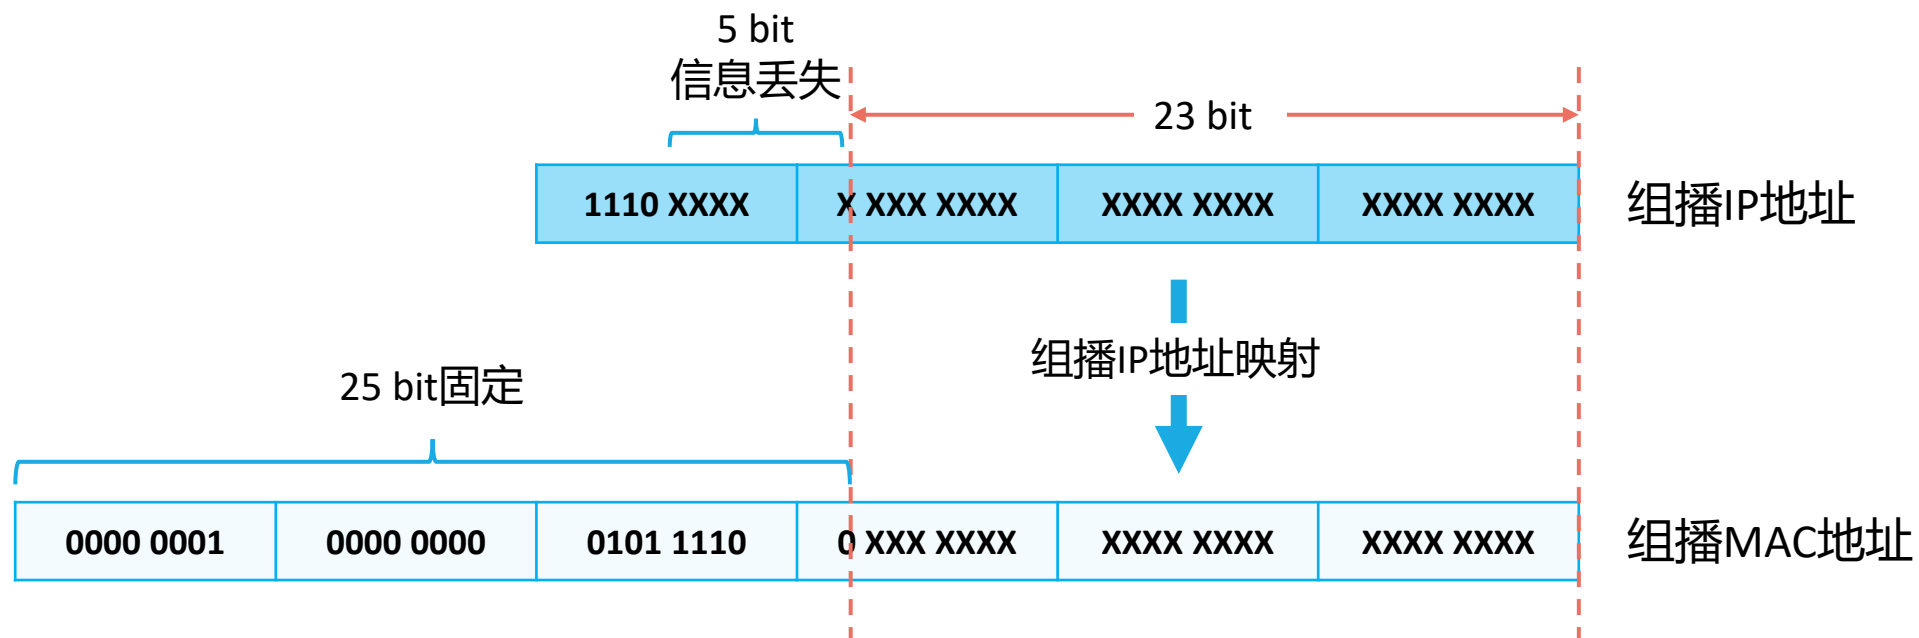 5 bit
信息丢失
23 bit
1110 XXXX
X XXX XXXX
XXXX XXXX
XXXX XXXX
组播IP地址
组播IP地址映射
25 bit固定
0000 0001
0000 0000
0101 1110
0 XXX XXXX
XXXX XXXX
XXXX XXXX
组播MAC地址